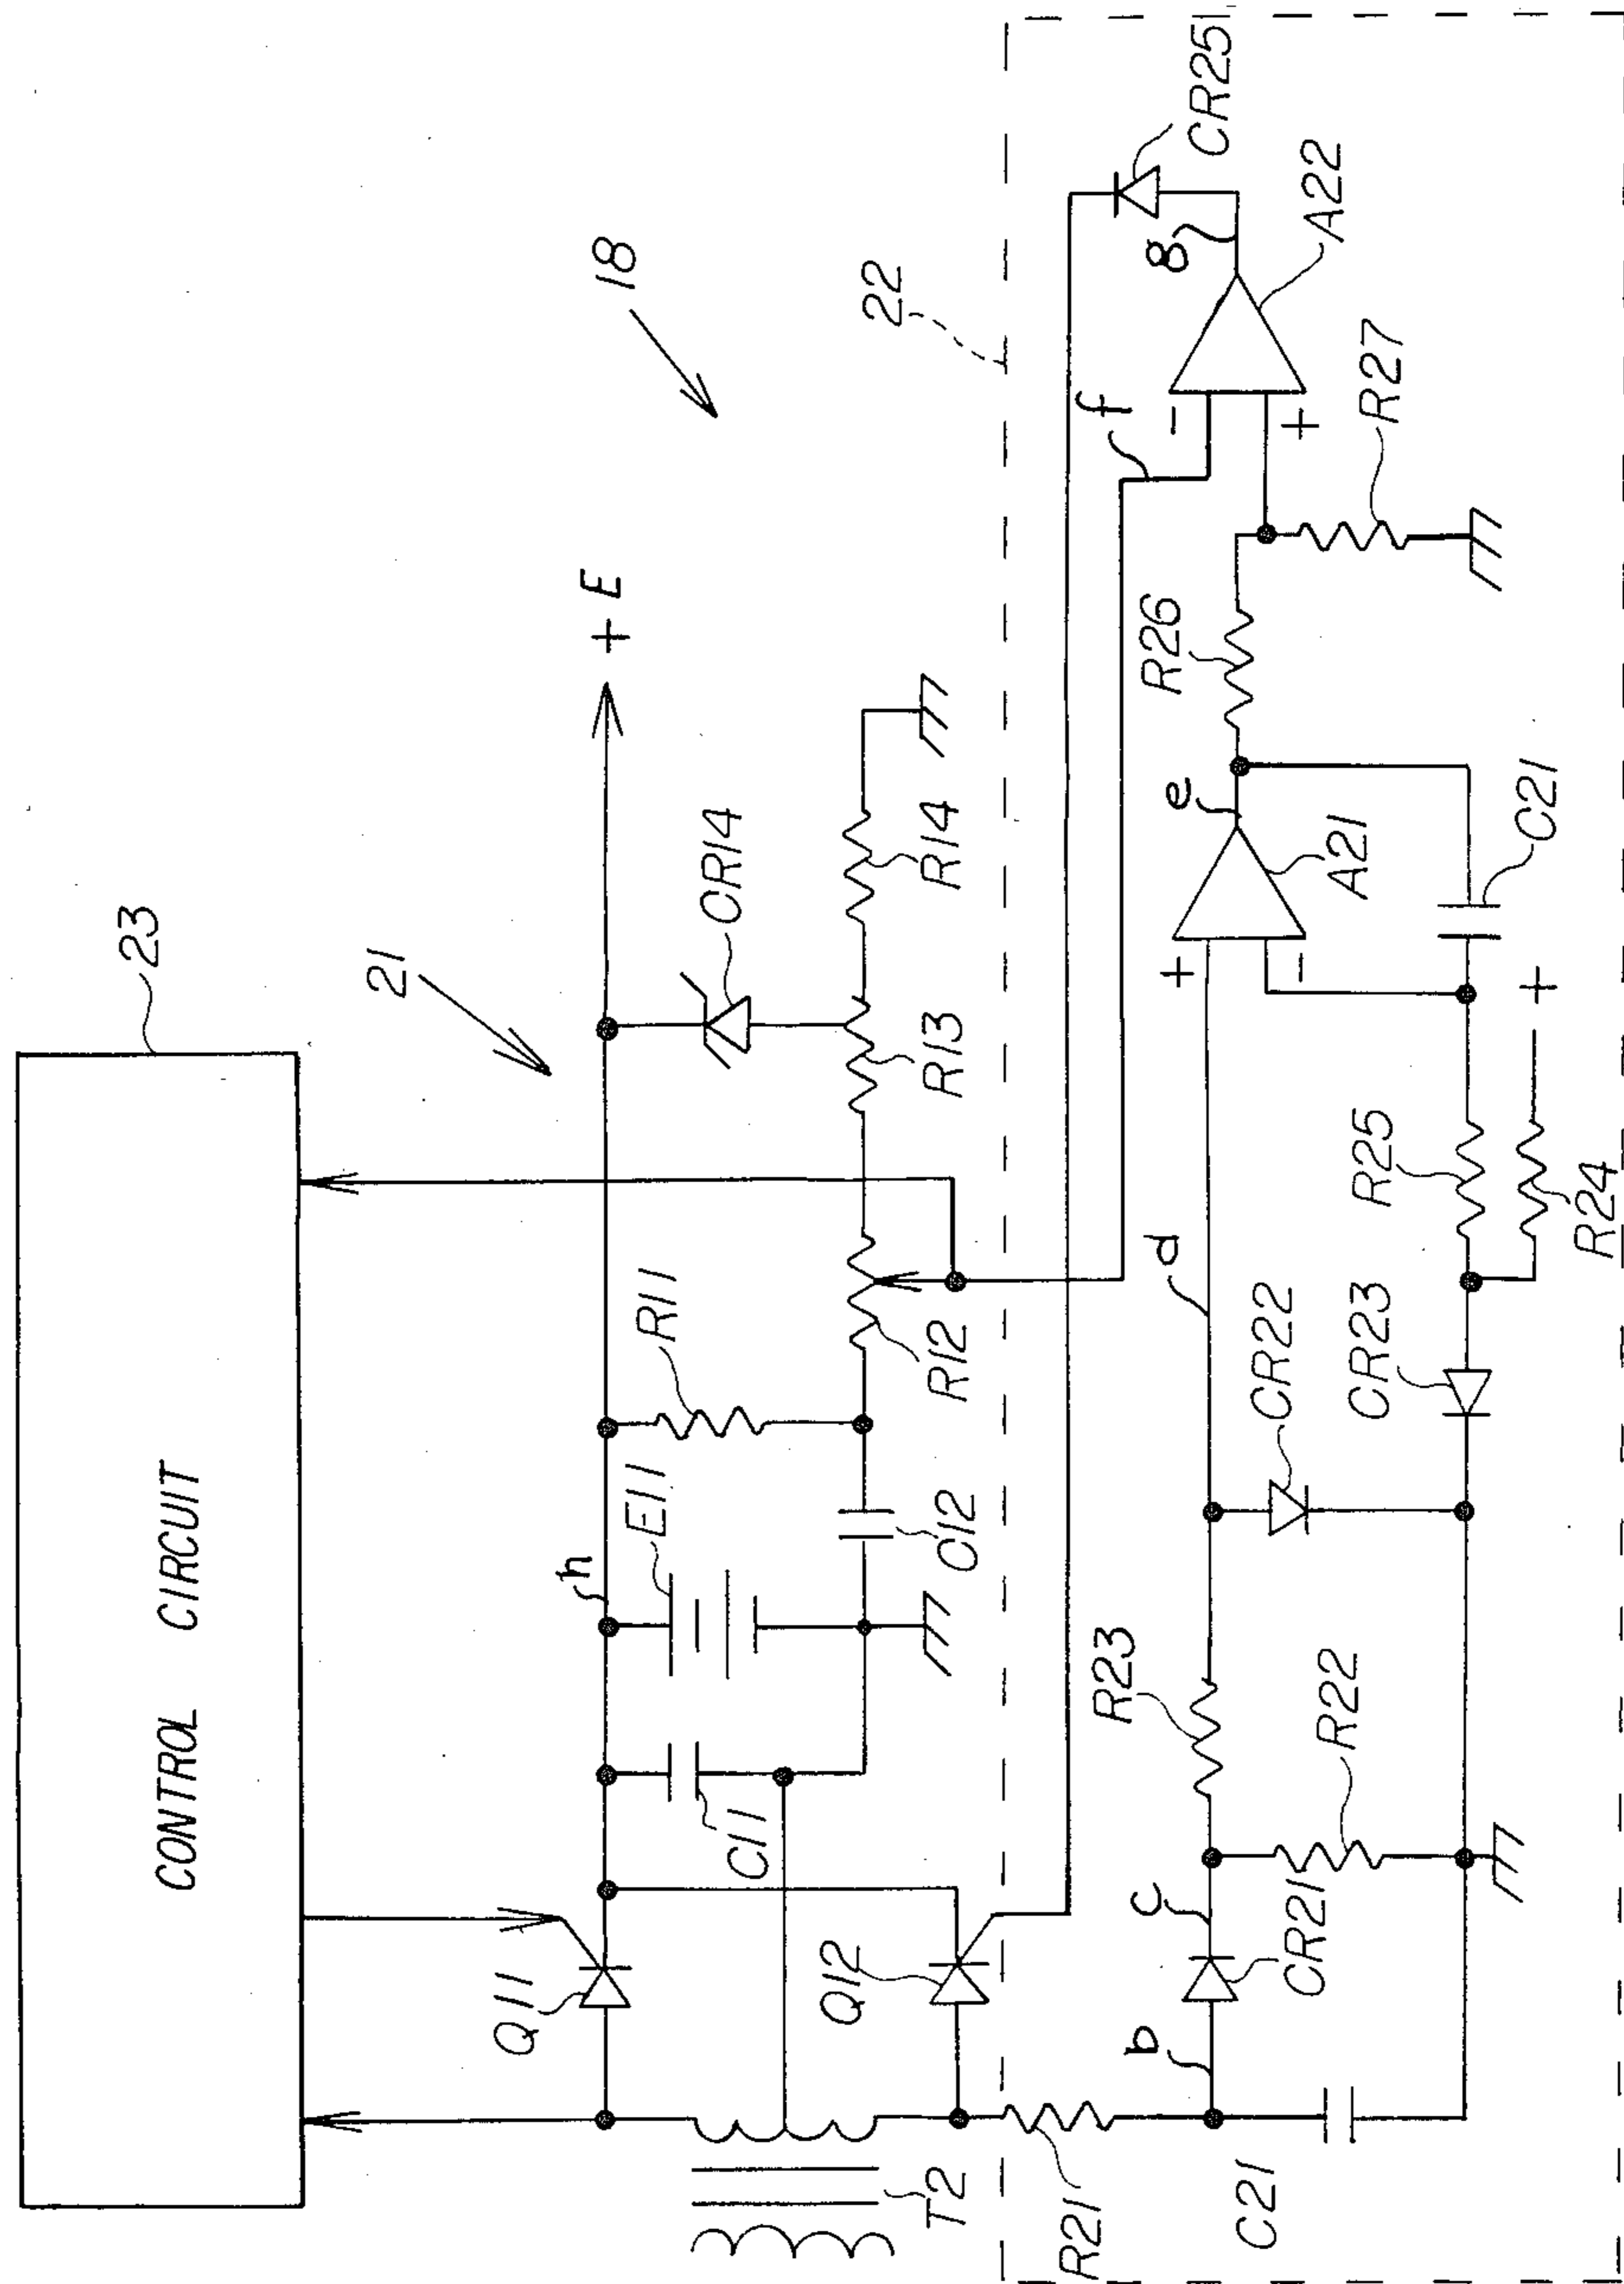 CONTROL CIRCUIT
23
21
18
+ E
h
Q11
C11
E11
R11
CR14
T2
Q12
C12
R12
R13
R14
22
R21
b
c
R23
d
CR21
R22
CR22
C21
CR23
R25
R24
+
+
−
A21
e
C21
R26
f
−
+
R27
g
A22
CR25